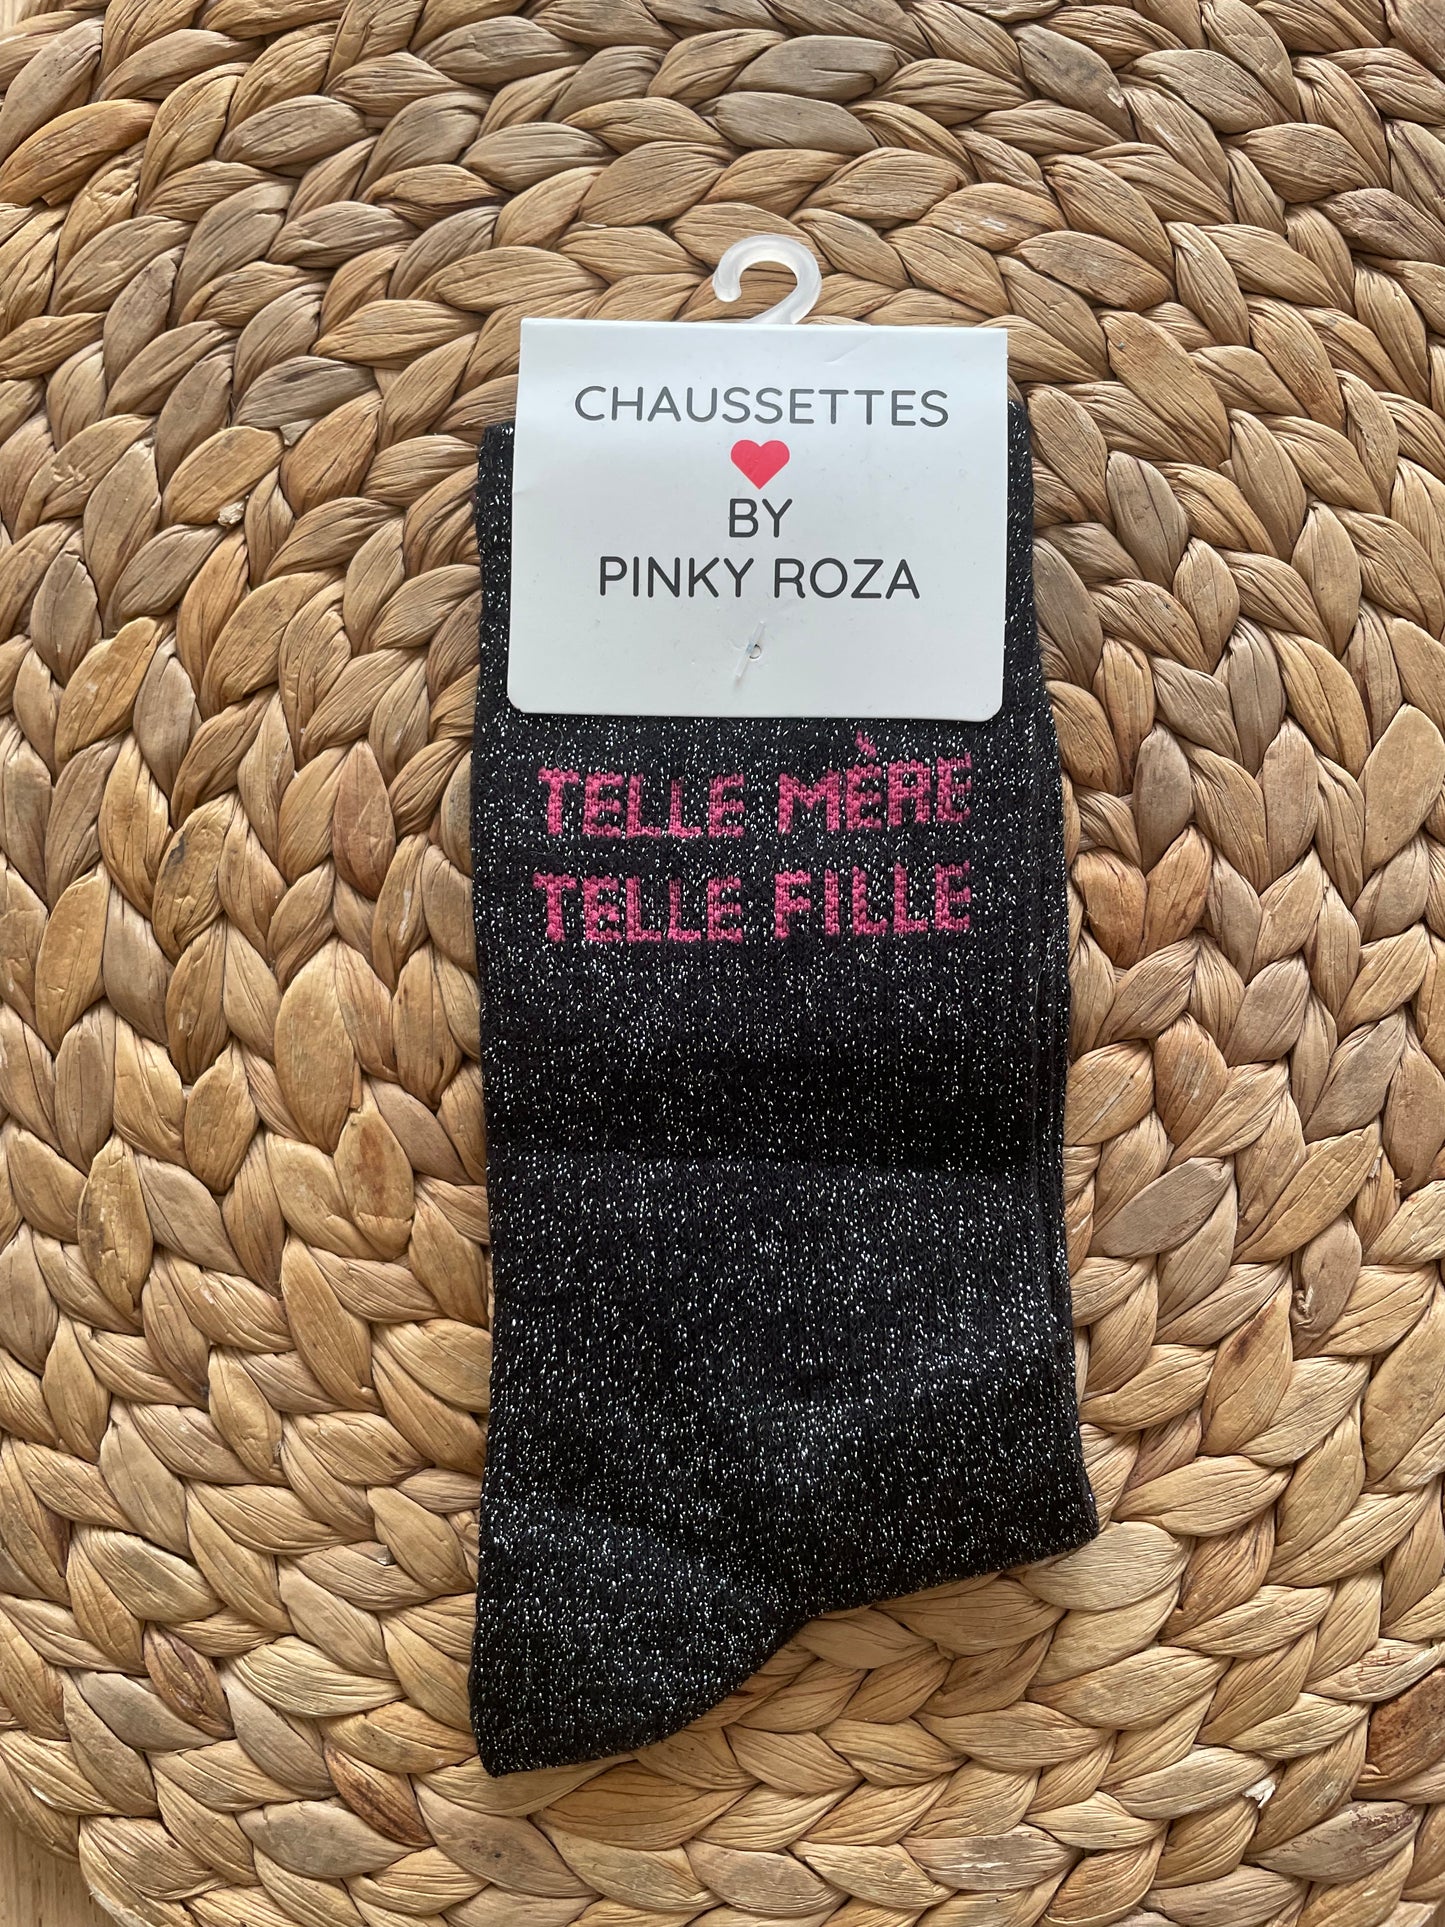 CHAUSSETTES
BY
PINKY ROZA
TELLE MÈRE
TELLE FILLE